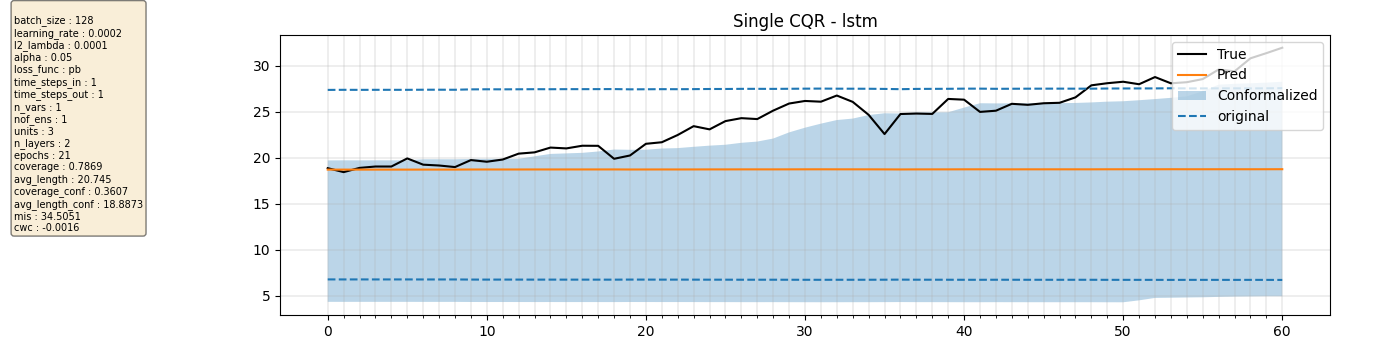 batch_size : 128
learning_rate : 0.0002
l2_lambda : 0.0001
alpha : 0.05
loss_func : pb
time_steps_in : 1
time_steps_out : 1
n_vars : 1
nof_ens : 1
units : 3
n_layers : 2
epochs : 21
coverage : 0.7869
avg_length : 20.745
coverage_conf : 0.3607
avg_length_conf : 18.8873
mis : 34.5051
cwc : -0.0016
Single CQR - lstm
True
Pred
Conformalized
original
30
25
20
15
10
5
0 10 20 30 40 50 60